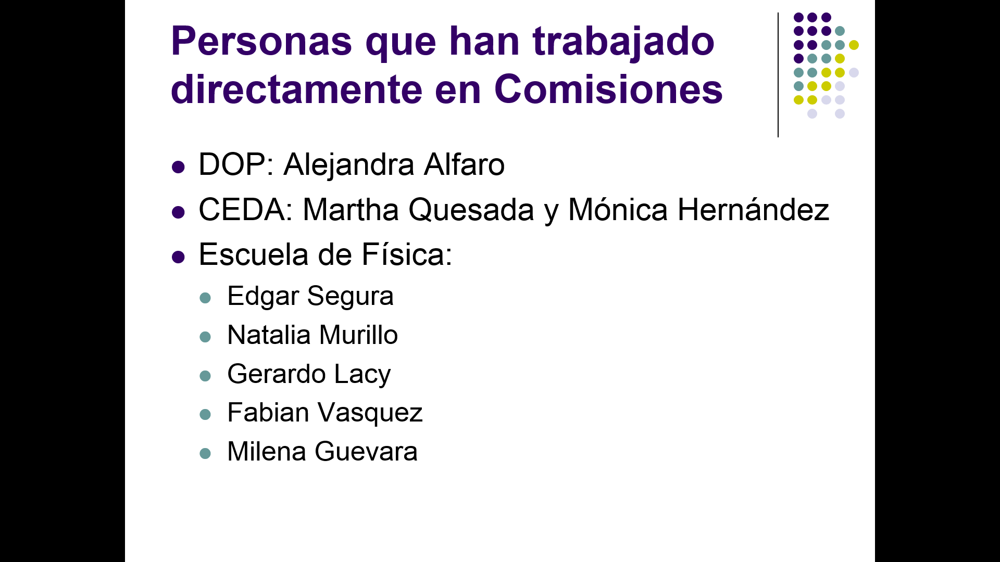 Personas que han trabajado
directamente en Comisiones
DOP: Alejandra Alfaro
CEDA: Martha Quesada y Mónica Hernández
Escuela de Física:
Edgar Segura
Natalia Murillo
Gerardo Lacy
Fabian Vasquez
Milena Guevara